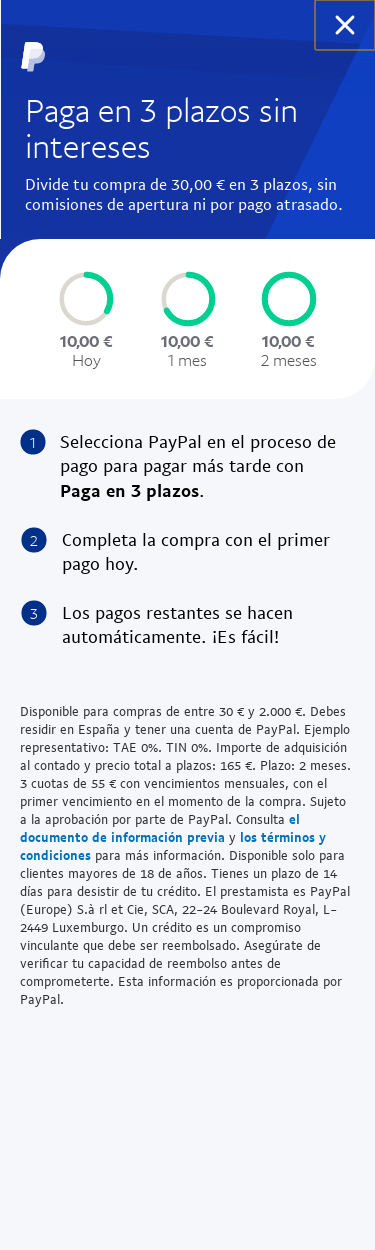 Paga en 3 plazos sin
intereses
Divide tu compra de 30,00 € en 3 plazos, sin
comisiones de apertura ni por pago atrasado.
10,00 € 10,00 € 10,00 €
Hoy 1 mes 2 meses
1 Selecciona PayPal en el proceso de
pago para pagar más tarde con
Paga en 3 plazos.
2 Completa la compra con el primer
pago hoy.
3 Los pagos restantes se hacen
automáticamente. ¡Es fácil!
Disponible para compras de entre 30 € y 2.000 €. Debes
residir en España y tener una cuenta de PayPal. Ejemplo
representativo: TAE 0%. TIN 0%. Importe de adquisición
al contado y precio total a plazos: 165 €. Plazo: 2 meses.
3 cuotas de 55 € con vencimientos mensuales, con el
primer vencimiento en el momento de la compra. Sujeto
a la aprobación por parte de PayPal. Consulta el
documento de información previa y los términos y
condiciones para más información. Disponible solo para
clientes mayores de 18 de años. Tienes un plazo de 14
días para desistir de tu crédito. El prestamista es PayPal
(Europe) S.à rl et Cie, SCA, 22-24 Boulevard Royal, L-
2449 Luxemburgo. Un crédito es un compromiso
vinculante que debe ser reembolsado. Asegúrate de
verificar tu capacidad de reembolso antes de
comprometerte. Esta información es proporcionada por
PayPal.